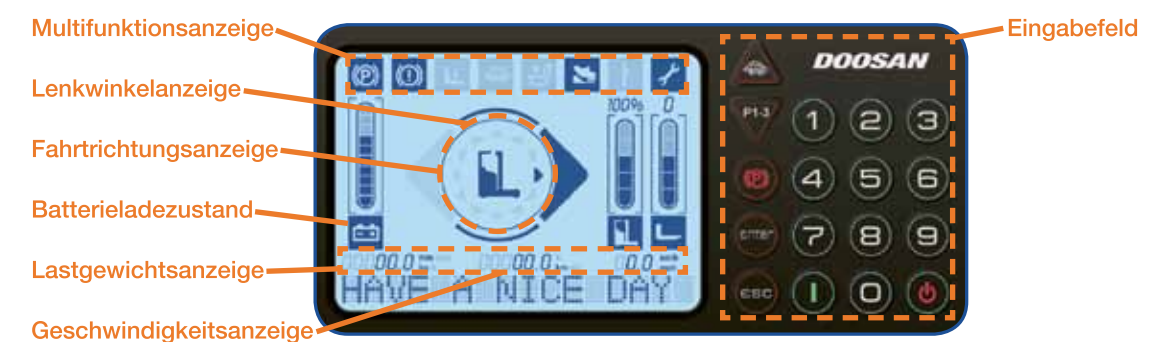 Multifunktionsanzeige
Eingabefeld
Lenkwinkelanzeige
Fahrtrichtungsanzeige
Batterieladezustand
Lastgewichtsanzeige
Geschwindigkeitsanzeige
100% 0
00.0 00.0 0.0
HAVE A NICE DAY
DOOSAN
P1-3 1 2 3
P 4 5 6
enter 7 8 9
esc I 0